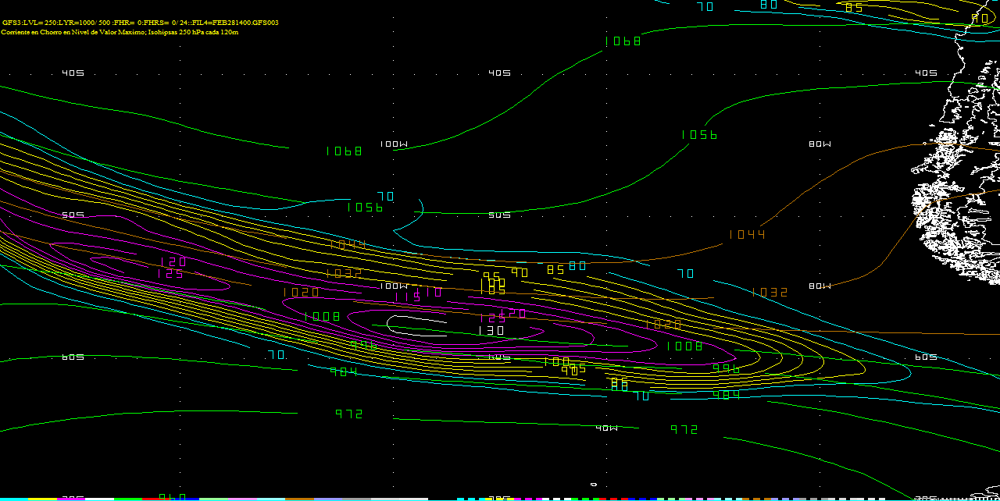 70 80 85
90
GFS3:LVL= 250:LYR=1000/ 500 :FHR= 0:FHRS= 0/ 24::FIL4=FEB281400.GFS003
Corriente en Chorro en Nivel de Valor Maximo; Isohipsas 250 hPa cada 120m
1068
40S 40S 40S
1056
1068 100W 80W
70
1056
50S 50S
1044
1044
120 90 85 80
125 1032 95 70
100W 80W
1020 110 1032
115
1008 125 120 1020
130
996 1008
70 60S 60S
984 100 95 996
90
85
80 70 984
972 40W 972
960